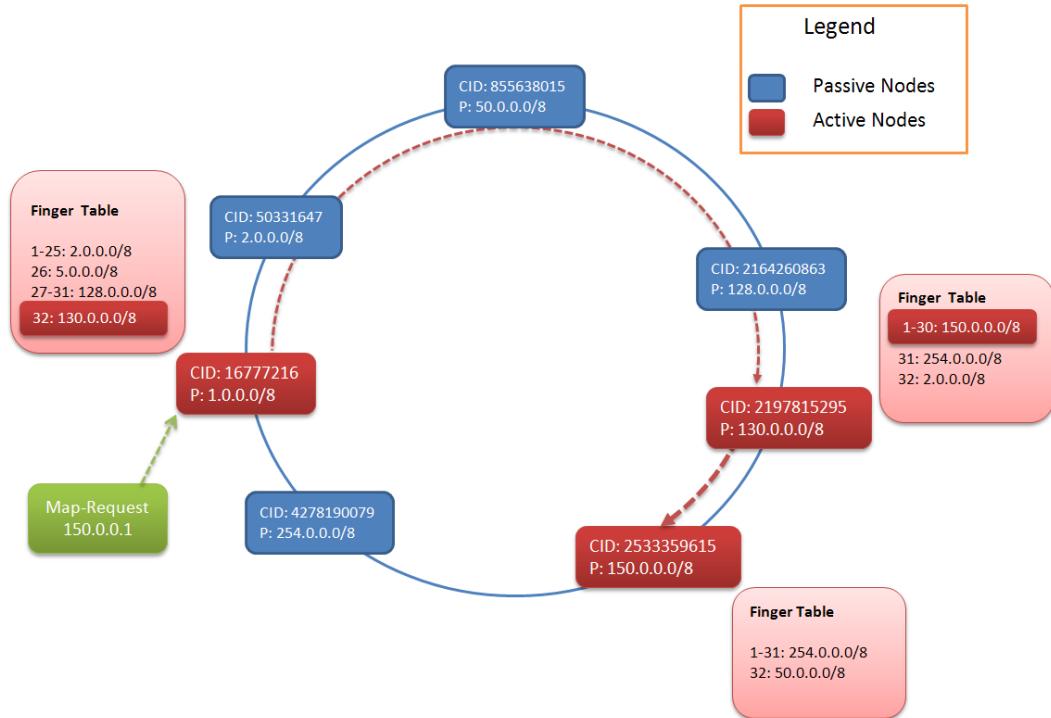 Legend
Passive Nodes
Active Nodes
CID: 855638015
P: 50.0.0.0/8
CID: 50331647
P: 2.0.0.0/8
Finger Table
1-25: 2.0.0.0/8
26: 5.0.0.0/8
27-31: 128.0.0.0/8
32: 130.0.0.0/8
CID: 2164260863
P: 128.0.0.0/8
Finger Table
1-30: 150.0.0.0/8
31: 254.0.0.0/8
32: 2.0.0.0/8
CID: 16777216
P: 1.0.0.0/8
CID: 2197815295
P: 130.0.0.0/8
Map-Request
150.0.0.1
CID: 4278190079
P: 254.0.0.0/8
CID: 2533359615
P: 150.0.0.0/8
Finger Table
1-31: 254.0.0.0/8
32: 50.0.0.0/8